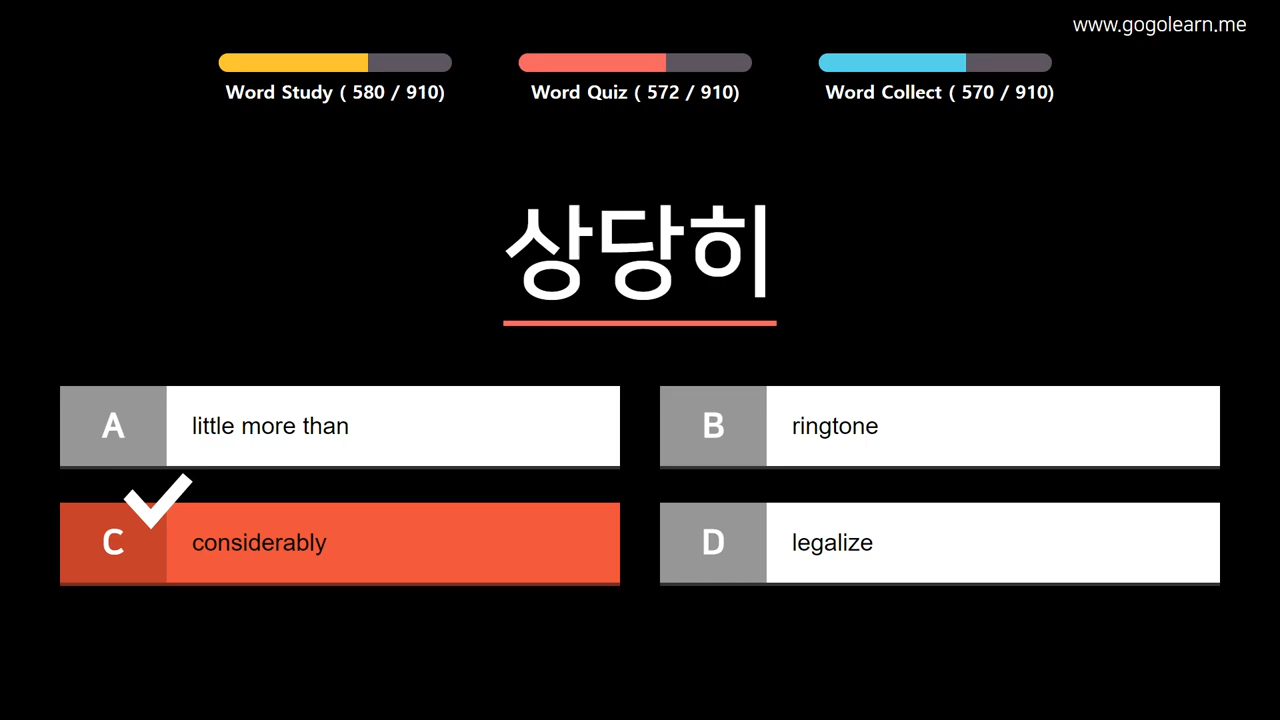 www.gogolearn.me
Word Study ( 580 / 910)
Word Quiz ( 572 / 910)
Word Collect ( 570 / 910)
상당히
A little more than
B ringtone
C considerably
D legalize